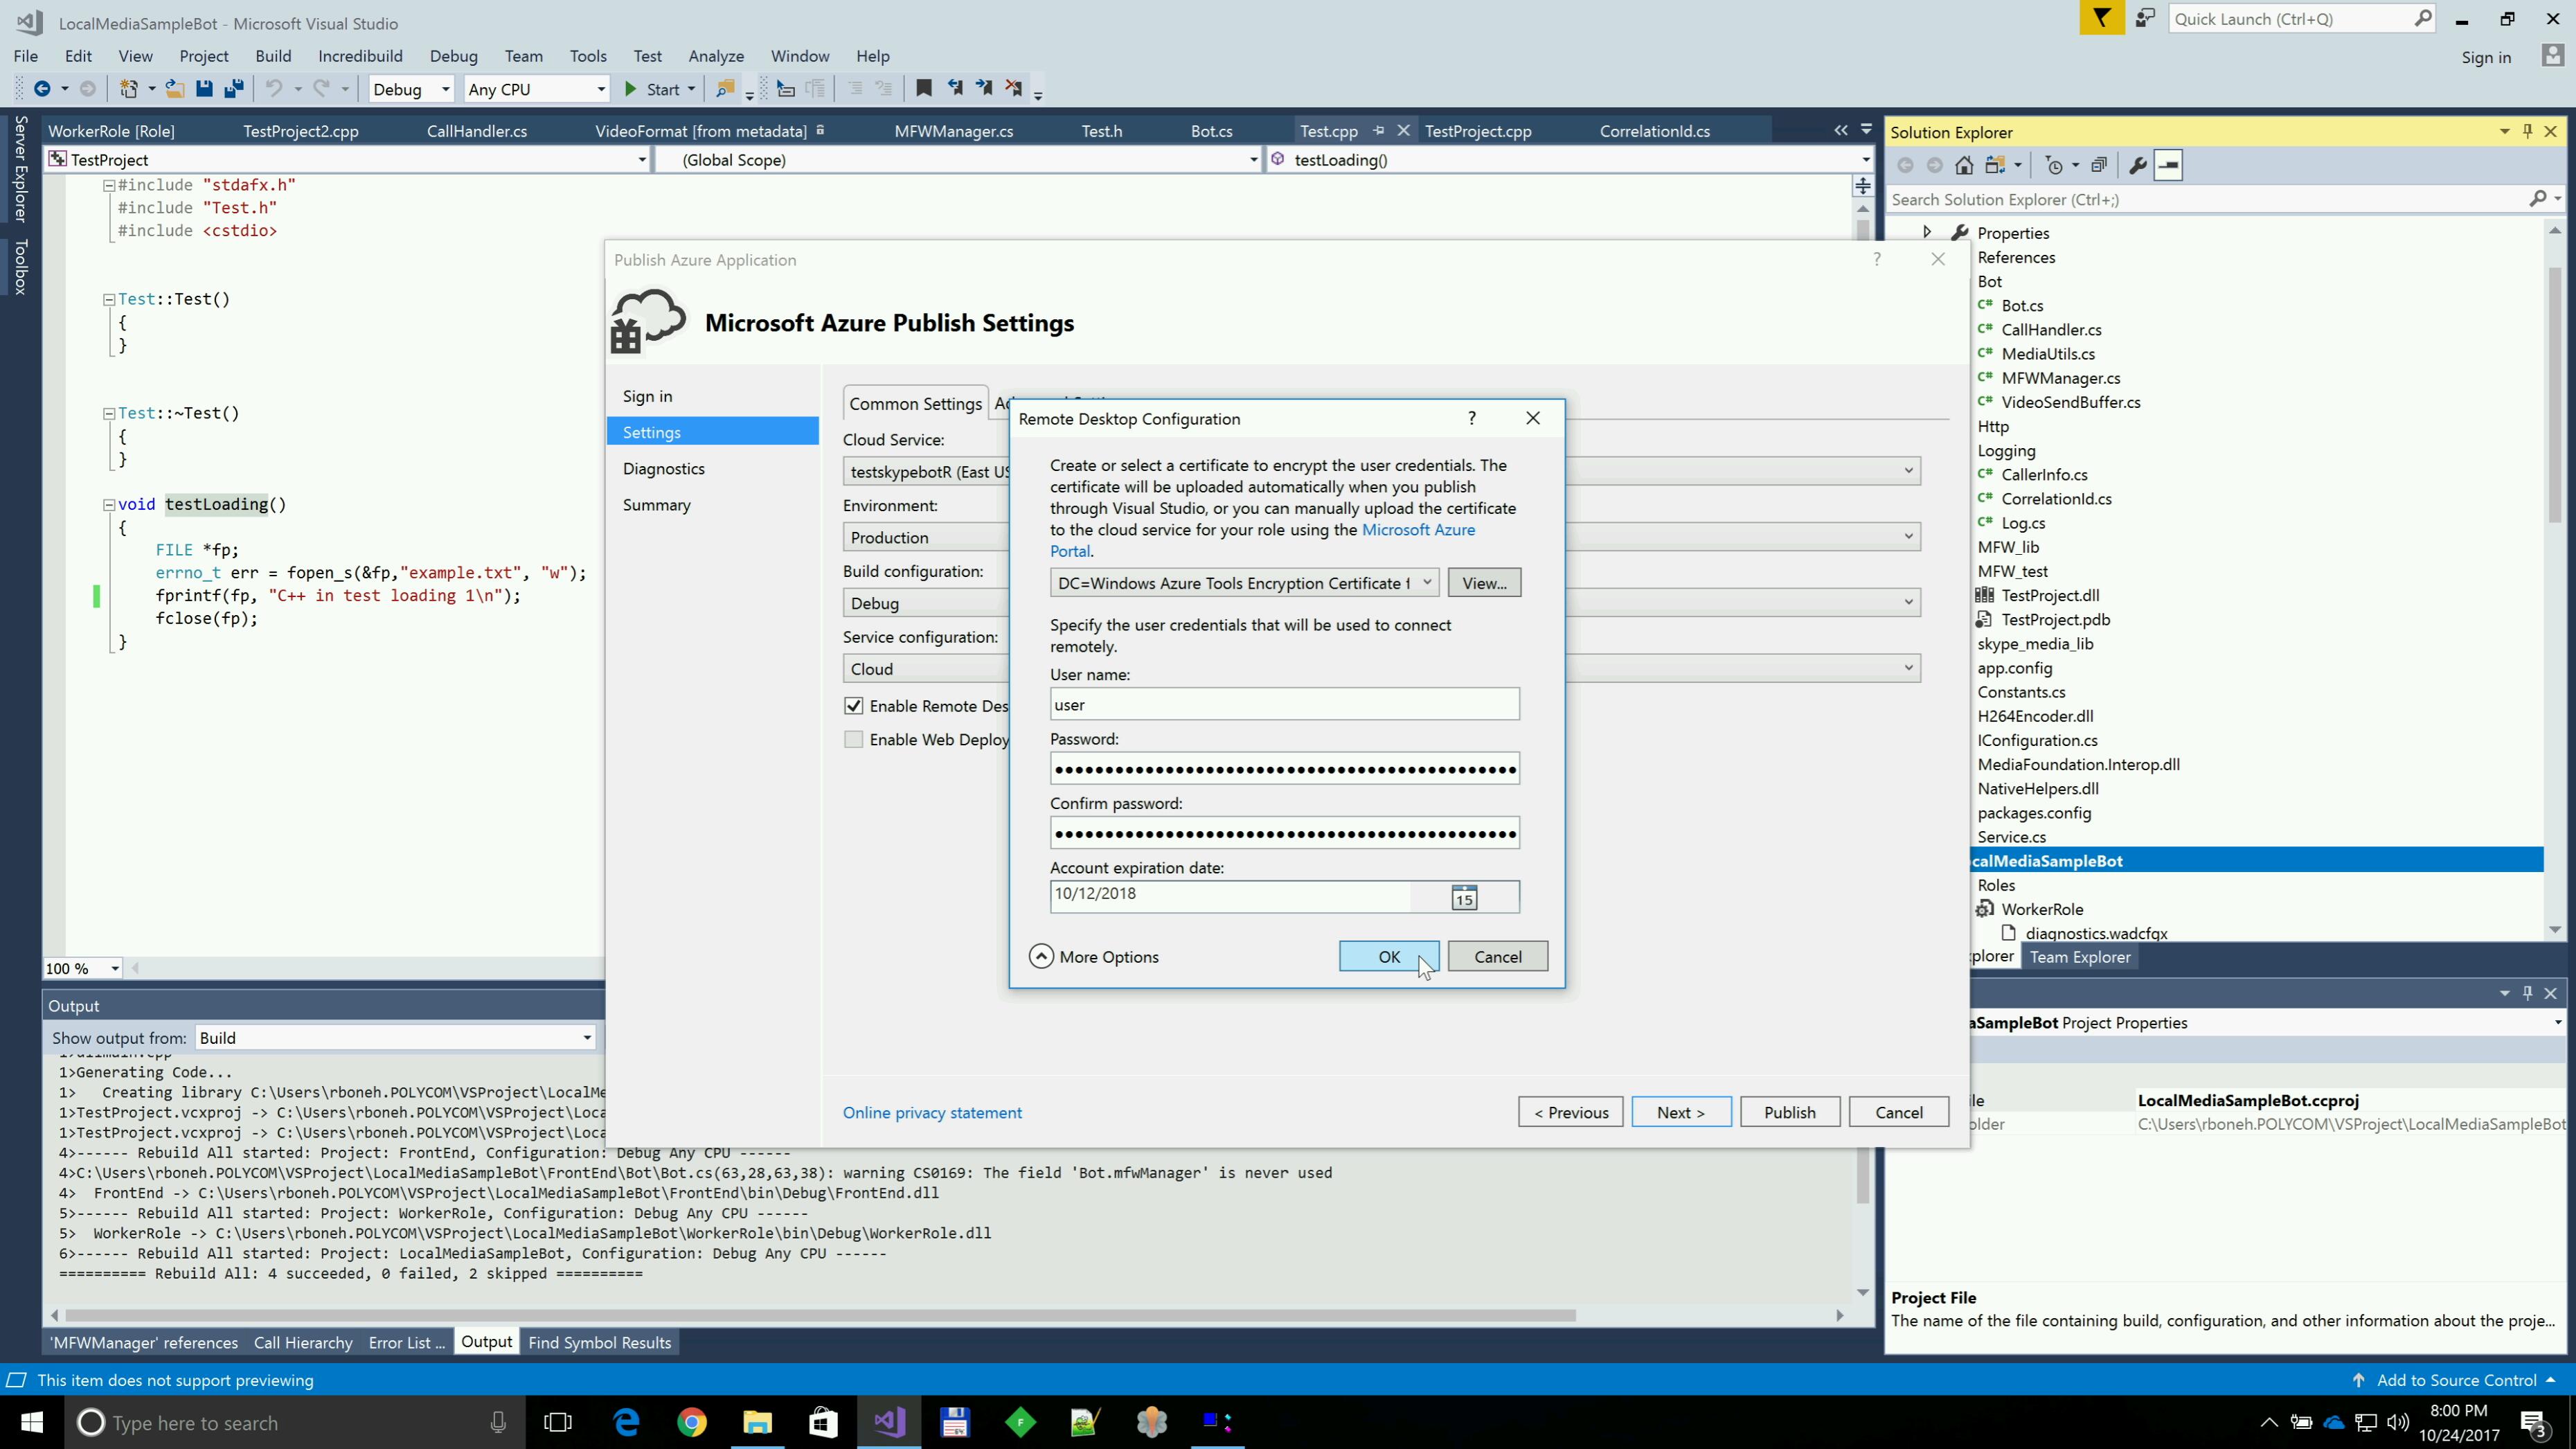 LocalMediaSampleBot - Microsoft Visual Studio
Quick Launch (Ctrl+Q)
File Edit View Project Build Incredibuild Debug Team Tools Test Analyze Window Help
Sign in
Debug Any CPU Start
Server Explorer
Toolbox
WorkerRole [Role] TestProject2.cpp CallHandler.cs VideoFormat [from metadata] MFWManager.cs Test.h Bot.cs Test.cpp TestProject.cpp CorrelationId.cs
TestProject (Global Scope) testLoading()
#include "stdafx.h"
#include "Test.h"
#include <cstdio>
Test::Test()
{
}
Test::~Test()
{
}
void testLoading()
{
FILE *fp;
errno_t err = fopen_s(&fp,"example.txt", "w");
fprintf(fp, "C++ in test loading 1\n");
fclose(fp);
}
100 %
Publish Azure Application
?
Microsoft Azure Publish Settings
Sign in
Settings
Diagnostics
Summary
Common Settings
Cloud Service:
testskypebotR (East US
Environment:
Production
Build configuration:
Debug
Service configuration:
Cloud
Enable Remote Des
Enable Web Deploy
Online privacy statement
< Previous Next > Publish Cancel
Remote Desktop Configuration
?
Create or select a certificate to encrypt the user credentials. The
certificate will be uploaded automatically when you publish
through Visual Studio, or you can manually upload the certificate
to the cloud service for your role using the Microsoft Azure
Portal.
DC=Windows Azure Tools Encryption Certificate f View...
Specify the user credentials that will be used to connect
remotely.
User name:
user
Password:
Confirm password:
Account expiration date:
10/12/2018
15
More Options OK Cancel
Solution Explorer
Search Solution Explorer (Ctrl+;)
Properties
References
Bot
C# Bot.cs
C# CallHandler.cs
C# MediaUtils.cs
C# MFWManager.cs
C# VideoSendBuffer.cs
Http
Logging
C# CallerInfo.cs
C# CorrelationId.cs
C# Log.cs
MFW_lib
MFW_test
TestProject.dll
TestProject.pdb
skype_media_lib
app.config
Constants.cs
H264Encoder.dll
IConfiguration.cs
MediaFoundation.Interop.dll
NativeHelpers.dll
packages.config
Service.cs
calMediaSampleBot
Roles
WorkerRole
diagnostics.wadcfgx
plorer Team Explorer
aSampleBot Project Properties
ile LocalMediaSampleBot.ccproj
older C:\Users\rboneh.POLYCOM\VSProject\LocalMediaSampleBot
Project File
The name of the file containing build, configuration, and other information about the proje...
Output
Show output from: Build
1>dllmain.cpp
1>Generating Code...
1> Creating library C:\Users\rboneh.POLYCOM\VSProject\LocalMe
1>TestProject.vcxproj -> C:\Users\rboneh.POLYCOM\VSProject\Loca
1>TestProject.vcxproj -> C:\Users\rboneh.POLYCOM\VSProject\Loca
4>------ Rebuild All started: Project: FrontEnd, Configuration: Debug Any CPU ------
4>C:\Users\rboneh.POLYCOM\VSProject\LocalMediaSampleBot\FrontEnd\Bot\Bot.cs(63,28,63,38): warning CS0169: The field 'Bot.mfwManager' is never used
4> FrontEnd -> C:\Users\rboneh.POLYCOM\VSProject\LocalMediaSampleBot\FrontEnd\bin\Debug\FrontEnd.dll
5>------ Rebuild All started: Project: WorkerRole, Configuration: Debug Any CPU ------
5> WorkerRole -> C:\Users\rboneh.POLYCOM\VSProject\LocalMediaSampleBot\WorkerRole\bin\Debug\WorkerRole.dll
6>------ Rebuild All started: Project: LocalMediaSampleBot, Configuration: Debug Any CPU ------
========== Rebuild All: 4 succeeded, 0 failed, 2 skipped ==========
'MFWManager' references Call Hierarchy Error List ... Output Find Symbol Results
This item does not support previewing
Add to Source Control
Type here to search
8:00 PM
10/24/2017
3